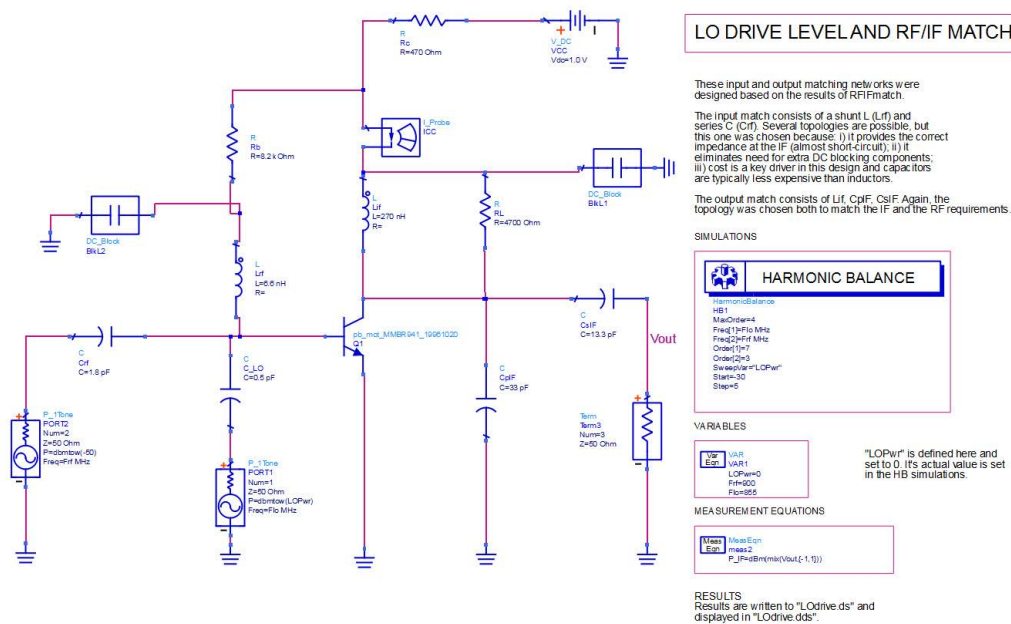 R
Rc
R=470 Ohm
V_DC
VCC
Vdc=1.0 V
R
Rb
R=8.2 k Ohm
I_Probe
ICC
DC_Block
BlkL2
L
Lif
L=270 nH
R=
R
RL
R=4700 Ohm
DC_Block
BlkL1
L
Lrf
L=6.6 nH
R=
C
Crf
C=1.8 pF
C
C_LO
C=0.5 pF
pb_mot_MMBR941_19961020
Q1
C
CsIF
C=13.3 pF
Vout
C
CpIF
C=33 pF
P_1Tone
PORT2
Num=2
Z=50 Ohm
P=dbmtow(-50)
Freq=Frf MHz
P_1Tone
PORT1
Num=1
Z=50 Ohm
P=dbmtow(LOPwr)
Freq=Flo MHz
Term
Term3
Num=3
Z=50 Ohm
LO DRIVE LEVEL AND RF/IF MATCH
These input and output matching networks were
designed based on the results of RFIFmatch.
The input match consists of a shunt L (Lrf) and
series C (Crf). Several topologies are possible, but
this one was chosen because: i) it provides the correct
impedance at the IF (almost short-circuit); ii) it
eliminates need for extra DC blocking components;
iii) cost is a key driver in this design and capacitors
are typically less expensive than inductors.
The output match consists of Lif, CpIF, CsIF. Again, the
topology was chosen both to match the IF and the RF requirements.
SIMULATIONS
HARMONIC BALANCE
HarmonicBalance
HB1
MaxOrder=4
Freq[1]=Flo MHz
Freq[2]=Frf MHz
Order[1]=7
Order[2]=3
SweepVar="LOPwr"
Start=-30
Step=5
VARIABLES
Var
Eqn
VAR
VAR1
LOPwr=0
Frf=900
Flo=855
"LOPwr" is defined here and
set to 0. It's actual value is set
in the HB simulations.
MEASUREMENT EQUATIONS
Meas
Eqn
MeasEqn
meas2
P_IF=dBm(mix(Vout,{-1,1}))
RESULTS
Results are written to "LOdrive.ds" and
displayed in "LOdrive.dds".